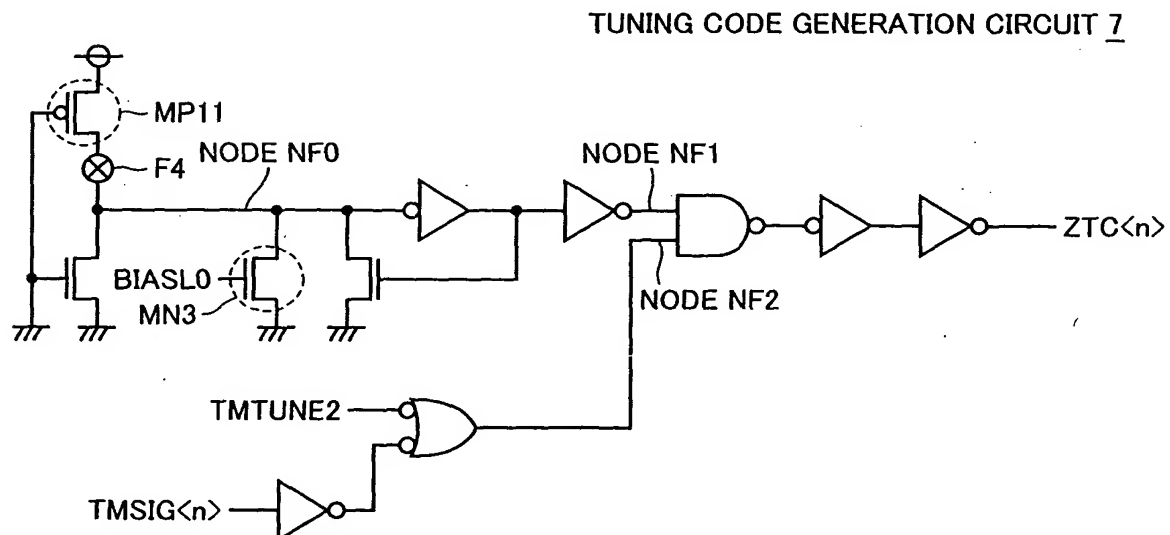 TUNING CODE GENERATION CIRCUIT 7
MP11
F4
NODE NF0
NODE NF1
ZTC<n>
BIASL0
MN3
NODE NF2
TMTUNE2
TMSIG<n>